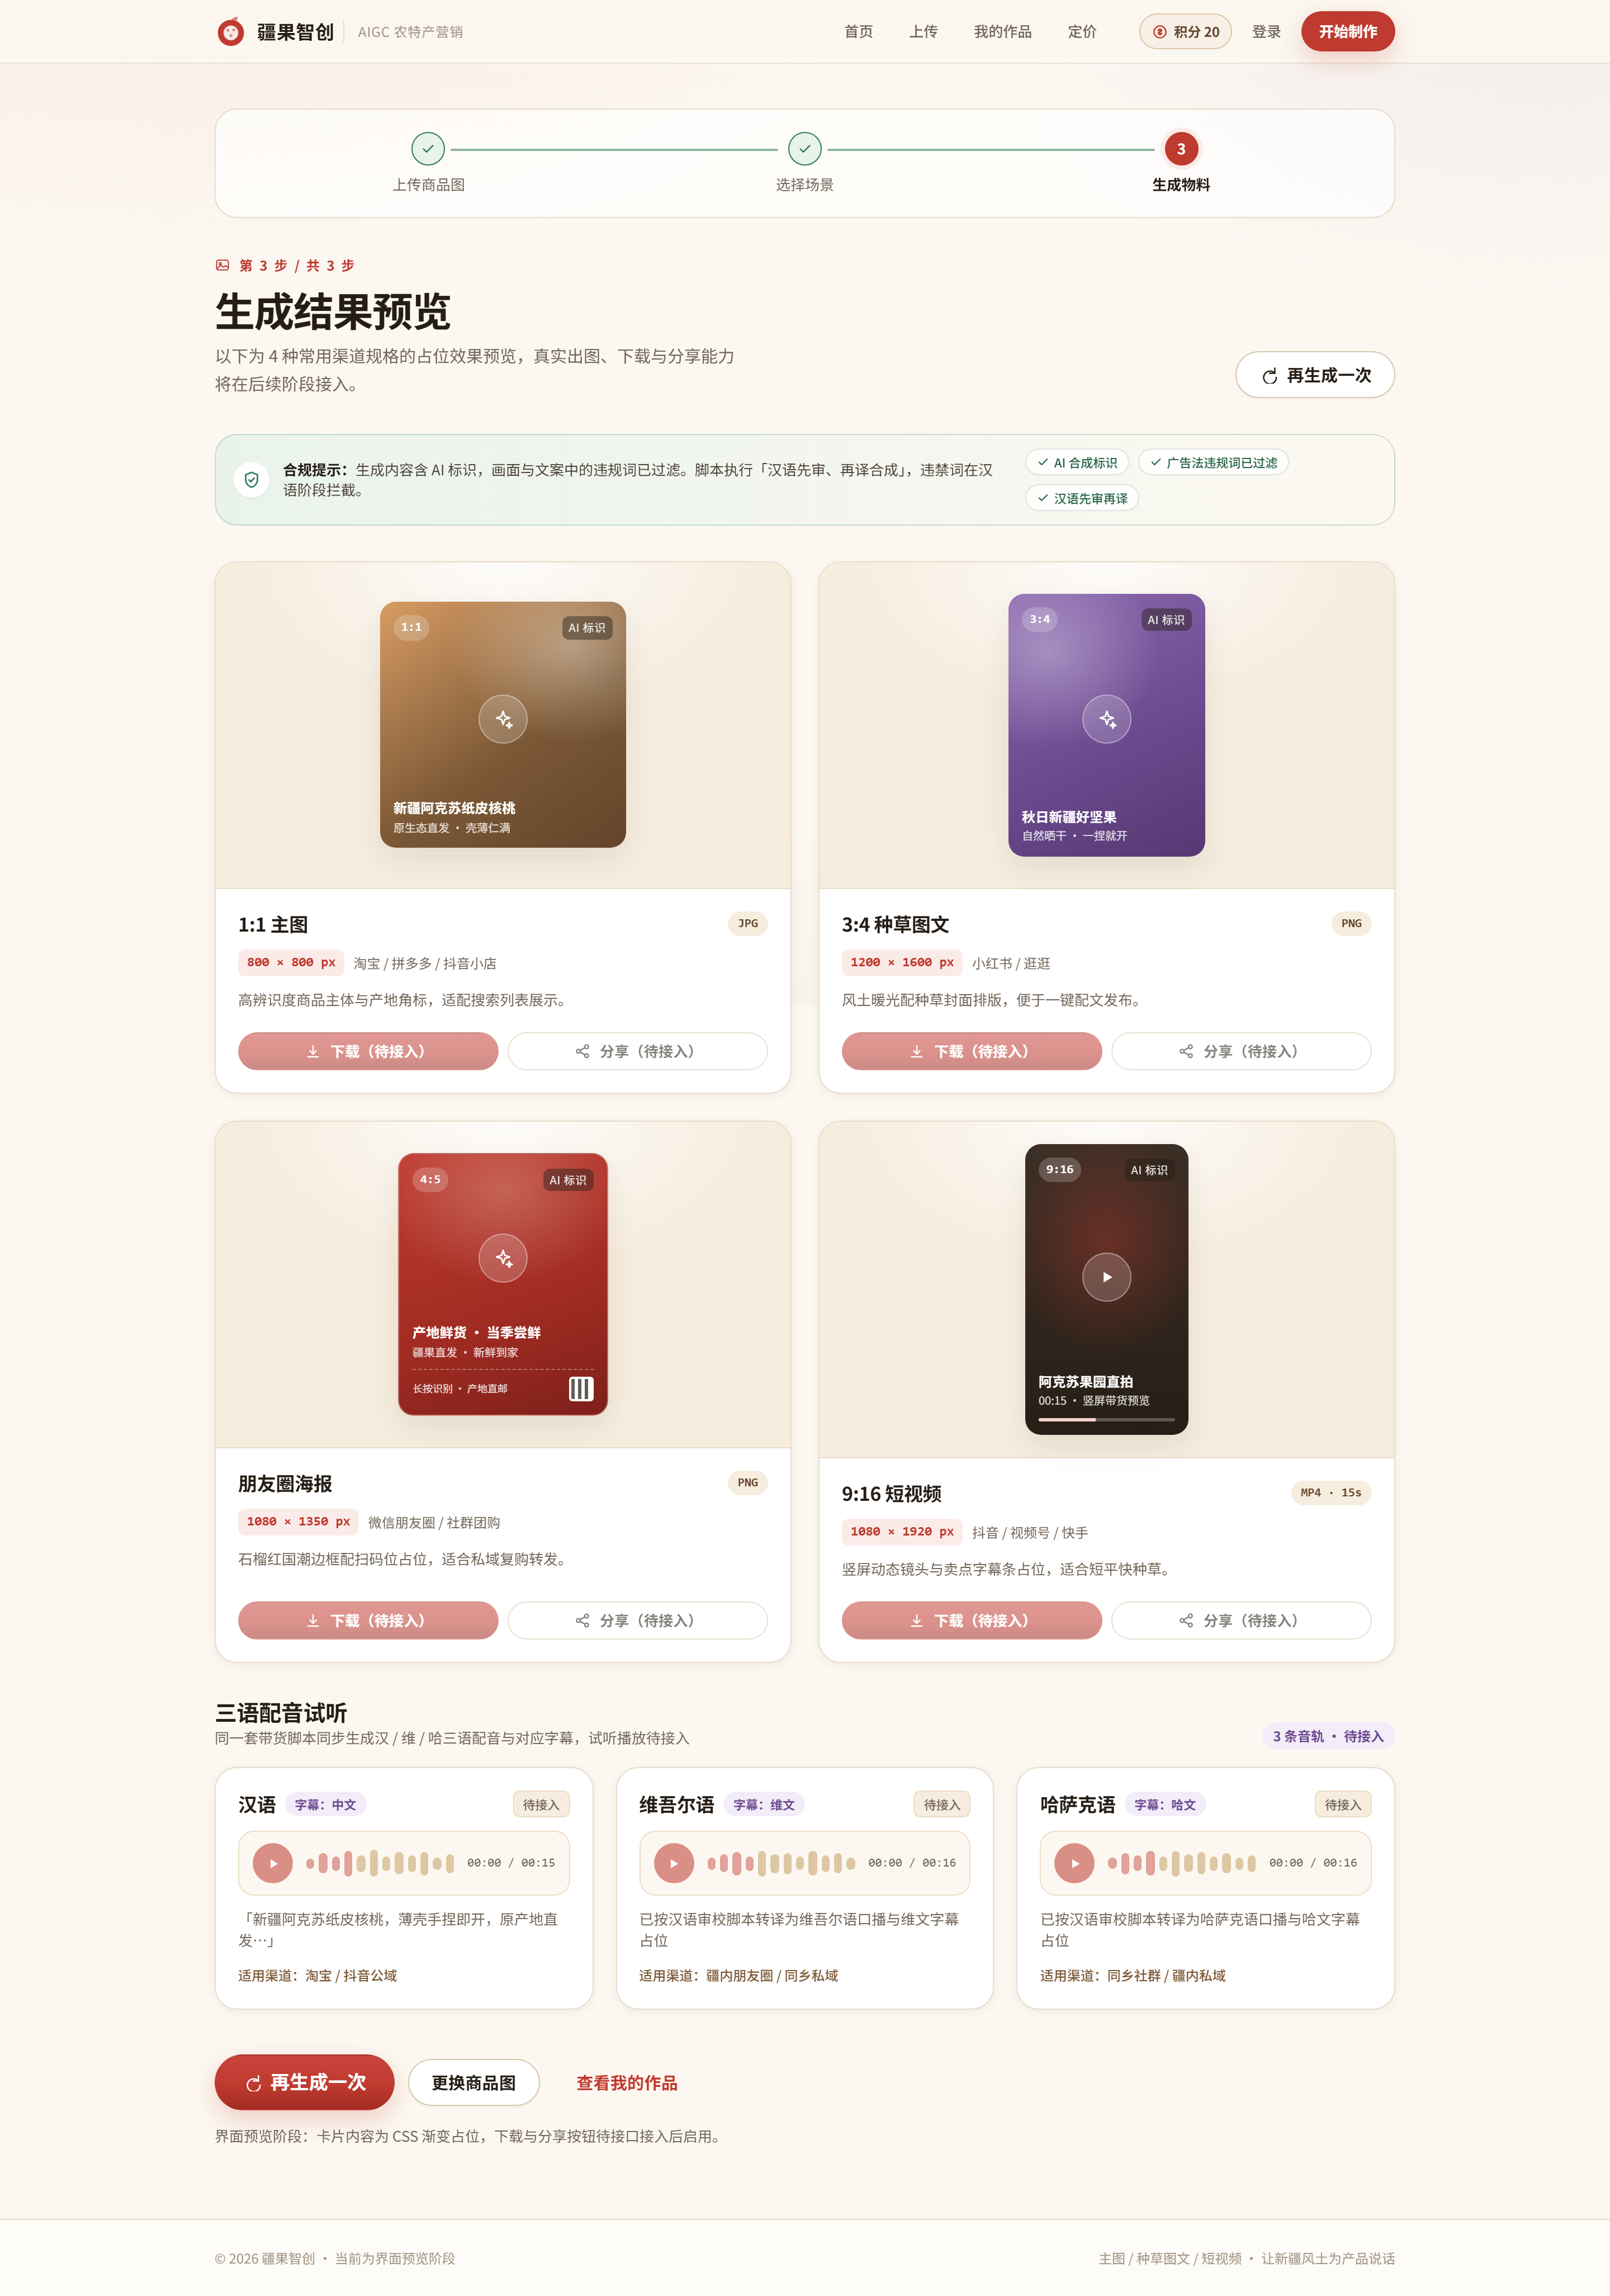 疆果智创
AIGC 农特产营销
首页
上传
我的作品
定价
积分 20
登录
开始制作
上传商品图
选择场景
3
生成物料
第 3 步 / 共 3 步
生成结果预览
以下为 4 种常用渠道规格的占位效果预览，真实出图、下载与分享能力
将在后续阶段接入。
再生成一次
合规提示：生成内容含 AI 标识，画面与文案中的违规词已过滤。脚本执行「汉语先审、再译合成」，违禁词在汉
语阶段拦截。
AI 合成标识
广告法违规词已过滤
汉语先审再译
1:1
AI 标识
新疆阿克苏纸皮核桃
原生态直发 · 壳薄仁满
1:1 主图
JPG
800 × 800 px
淘宝 / 拼多多 / 抖音小店
高辨识度商品主体与产地角标，适配搜索列表展示。
下载（待接入）
分享（待接入）
3:4
AI 标识
秋日新疆好坚果
自然晒干 · 一捏就开
3:4 种草图文
PNG
1200 × 1600 px
小红书 / 逛逛
风土暖光配种草封面排版，便于一键配文发布。
下载（待接入）
分享（待接入）
4:5
AI 标识
产地鲜货 · 当季尝鲜
疆果直发 · 新鲜到家
长按识别 · 产地直邮
朋友圈海报
PNG
1080 × 1350 px
微信朋友圈 / 社群团购
石榴红国潮边框配扫码位占位，适合私域复购转发。
下载（待接入）
分享（待接入）
9:16
AI 标识
阿克苏果园直拍
00:15 · 竖屏带货预览
9:16 短视频
MP4 · 15s
1080 × 1920 px
抖音 / 视频号 / 快手
竖屏动态镜头与卖点字幕条占位，适合短平快种草。
下载（待接入）
分享（待接入）
三语配音试听
同一套带货脚本同步生成汉 / 维 / 哈三语配音与对应字幕，试听播放待接入
3 条音轨 · 待接入
汉语
字幕：中文
待接入
00:00 / 00:15
「新疆阿克苏纸皮核桃，薄壳手捏即开，原产地直
发…」
适用渠道：淘宝 / 抖音公域
维吾尔语
字幕：维文
待接入
00:00 / 00:16
已按汉语审校脚本转译为维吾尔语口播与维文字幕
占位
适用渠道：疆内朋友圈 / 同乡私域
哈萨克语
字幕：哈文
待接入
00:00 / 00:16
已按汉语审校脚本转译为哈萨克语口播与哈文字幕
占位
适用渠道：同乡社群 / 疆内私域
再生成一次
更换商品图
查看我的作品
界面预览阶段：卡片内容为 CSS 渐变占位，下载与分享按钮待接口接入后启用。
© 2026 疆果智创 · 当前为界面预览阶段
主图 / 种草图文 / 短视频 · 让新疆风土为产品说话